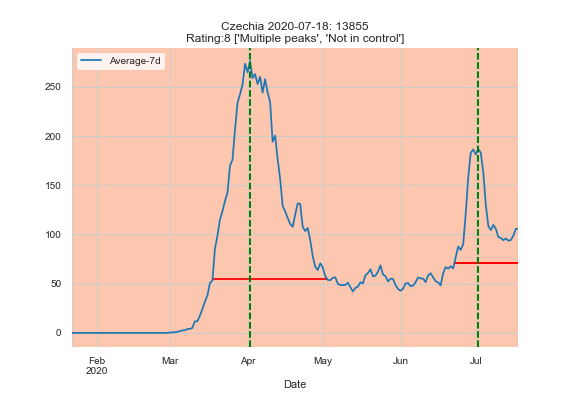 Czechia 2020-07-18: 13855
Rating:8 ['Multiple peaks', 'Not in control']
Average-7d
250
200
150
100
50
0
Feb Mar Apr May Jun Jul
2020
Date